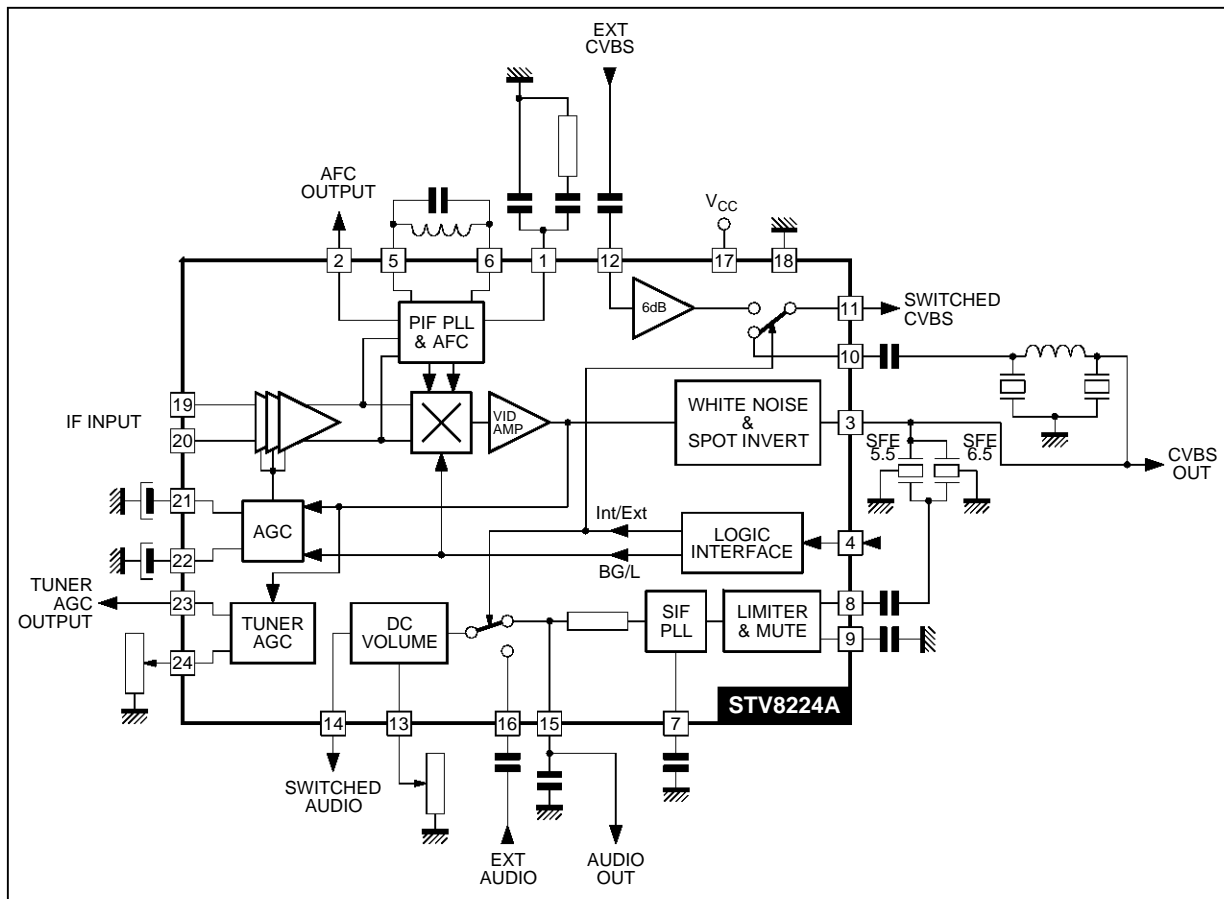 EXT
CVBS
AFC
OUTPUT
VCC
2
5
6
1
12
17
18
6dB
11
SWITCHED
CVBS
PIF PLL
& AFC
10
19
IF INPUT
20
VID
AMP
WHITE NOISE
&
SPOT INVERT
3
SFE
5.5
SFE
6.5
CVBS
OUT
21
AGC
22
Int/Ext
BG/L
LOGIC
INTERFACE
4
TUNER
AGC
OUTPUT
23
TUNER
AGC
24
DC
VOLUME
SIF
PLL
LIMITER
& MUTE
8
9
STV8224A
14
13
16
15
7
SWITCHED
AUDIO
EXT
AUDIO
AUDIO
OUT